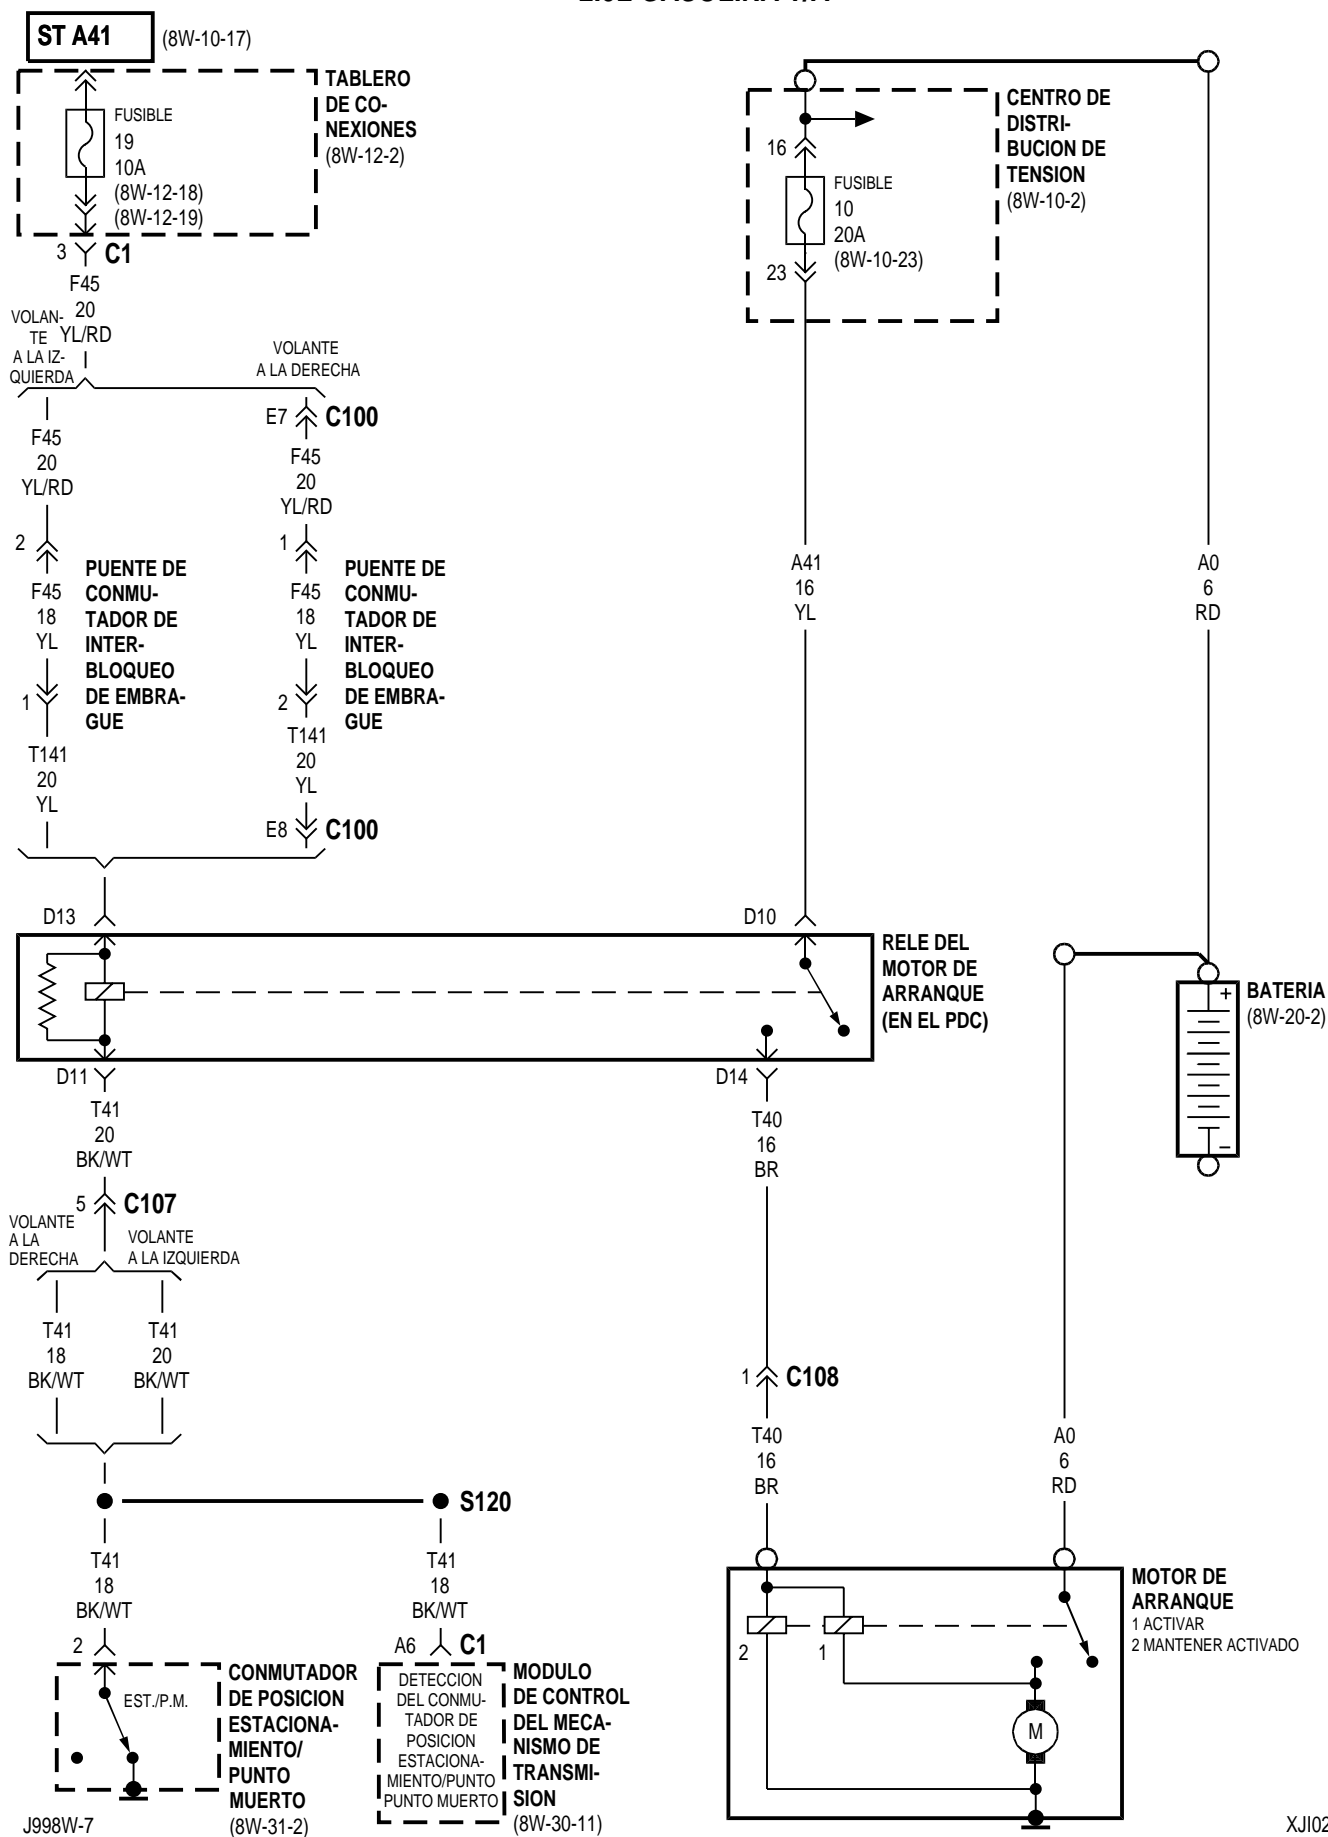 ST A41
(8W-10-17)
TABLERO
DE CO-
NEXIONES
(8W-12-2)
FUSIBLE
19
10A
(8W-12-18)
(8W-12-19)
3
C1
F45
20
YL/RD
VOLAN-
TE
A LA IZ-
QUIERDA
VOLANTE
A LA DERECHA
E7
C100
F45
20
YL/RD
F45
20
YL/RD
2
1
F45
18
YL
PUENTE DE
CONMU-
TADOR DE
INTER-
BLOQUEO
DE EMBRA-
GUE
F45
18
YL
PUENTE DE
CONMU-
TADOR DE
INTER-
BLOQUEO
DE EMBRA-
GUE
1
2
T141
20
YL
T141
20
YL
E8
C100
CENTRO DE
DISTRI-
BUCION DE
TENSION
(8W-10-2)
16
FUSIBLE
10
20A
(8W-10-23)
23
A41
16
YL
A0
6
RD
D13
D10
RELE DEL
MOTOR DE
ARRANQUE
(EN EL PDC)
+
BATERIA
(8W-20-2)
–
D11
D14
T41
20
BK/WT
T40
16
BR
5
C107
VOLANTE
A LA
DERECHA
VOLANTE
A LA IZQUIERDA
T41
18
BK/WT
T41
20
BK/WT
1
C108
T40
16
BR
A0
6
RD
S120
T41
18
BK/WT
T41
18
BK/WT
2
A6
C1
EST./P.M.
CONMUTADOR
DE POSICION
ESTACIONA-
MIENTO/
PUNTO
MUERTO
(8W-31-2)
DETECCION
DEL CONMU-
TADOR DE
POSICION
ESTACIONA-
MIENTO/PUNTO
PUNTO MUERTO
MODULO
DE CONTROL
DEL MECA-
NISMO DE
TRANSMI-
SION
(8W-30-11)
MOTOR DE
ARRANQUE
1 ACTIVAR
2 MANTENER ACTIVADO
2
1
M
J998W-7
XJI02